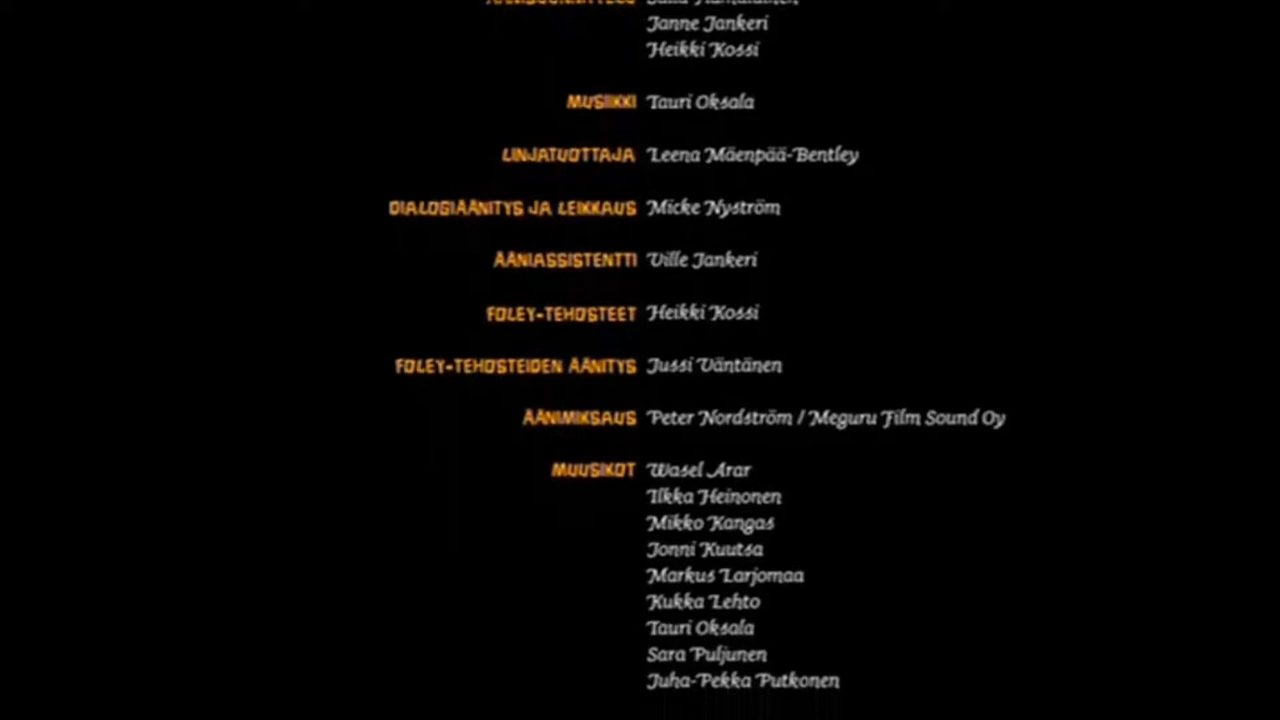 Janne Jankeri
Heikki Kossi
MUSIIKKI Tauri Oksala
LINJATUOTTAJA Leena Mäenpää-Bentley
DIALOGIÄÄNITYS JA LEIKKAUS Micke Nyström
ÄÄNIASSISTENTTI Ville Jankeri
FOLEY-TEHOSTEET Heikki Kossi
FOLEY-TEHOSTEIDEN ÄÄNITYS Jussi Väntänen
ÄÄNIMIKSAUS Peter Nordström / Meguru Film Sound Oy
MUUSIKOT Wasel Arar
Ilkka Heinonen
Mikko Kangas
Jonni Kuutsa
Markus Larjomaa
Kukka Lehto
Tauri Oksala
Sara Puljunen
Juha-Pekka Putkonen